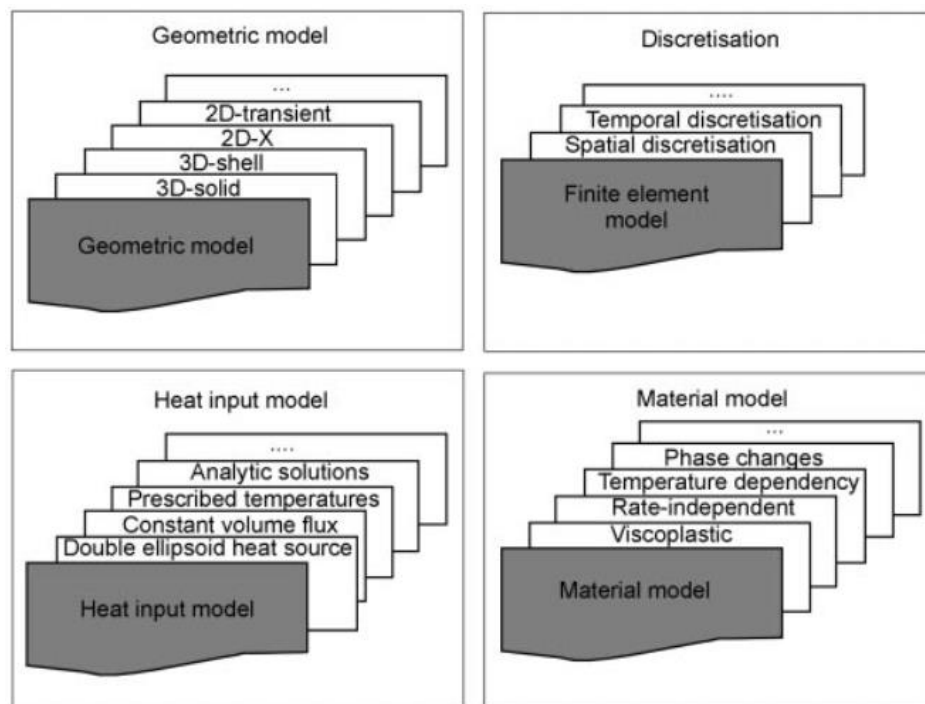 Geometric model
...
2D-transient
2D-X
3D-shell
3D-solid
Geometric model
Discretisation
....
Temporal discretisation
Spatial discretisation
Finite element
model
Heat input model
....
Analytic solutions
Prescribed temperatures
Constant volume flux
Double ellipsoid heat source
Heat input model
Material model
...
Phase changes
Temperature dependency
Rate-independent
Viscoplastic
Material model